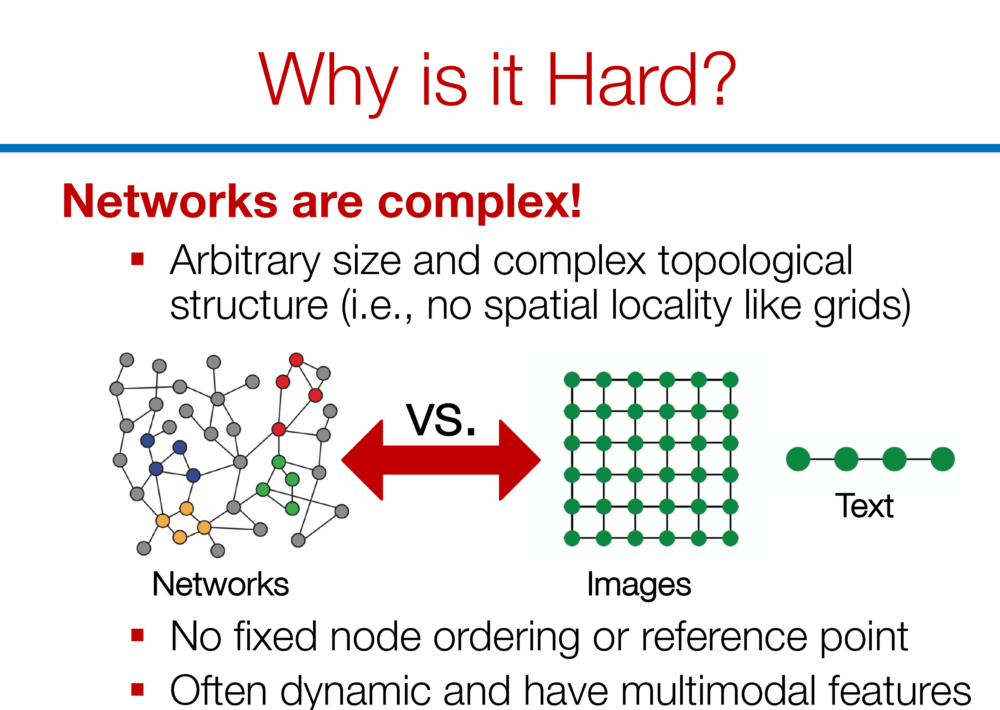 Why is it Hard?
Networks are complex!
▪ Arbitrary size and complex topological
structure (i.e., no spatial locality like grids)
vs.
Text
Networks
Images
▪ No fixed node ordering or reference point
▪ Often dynamic and have multimodal features